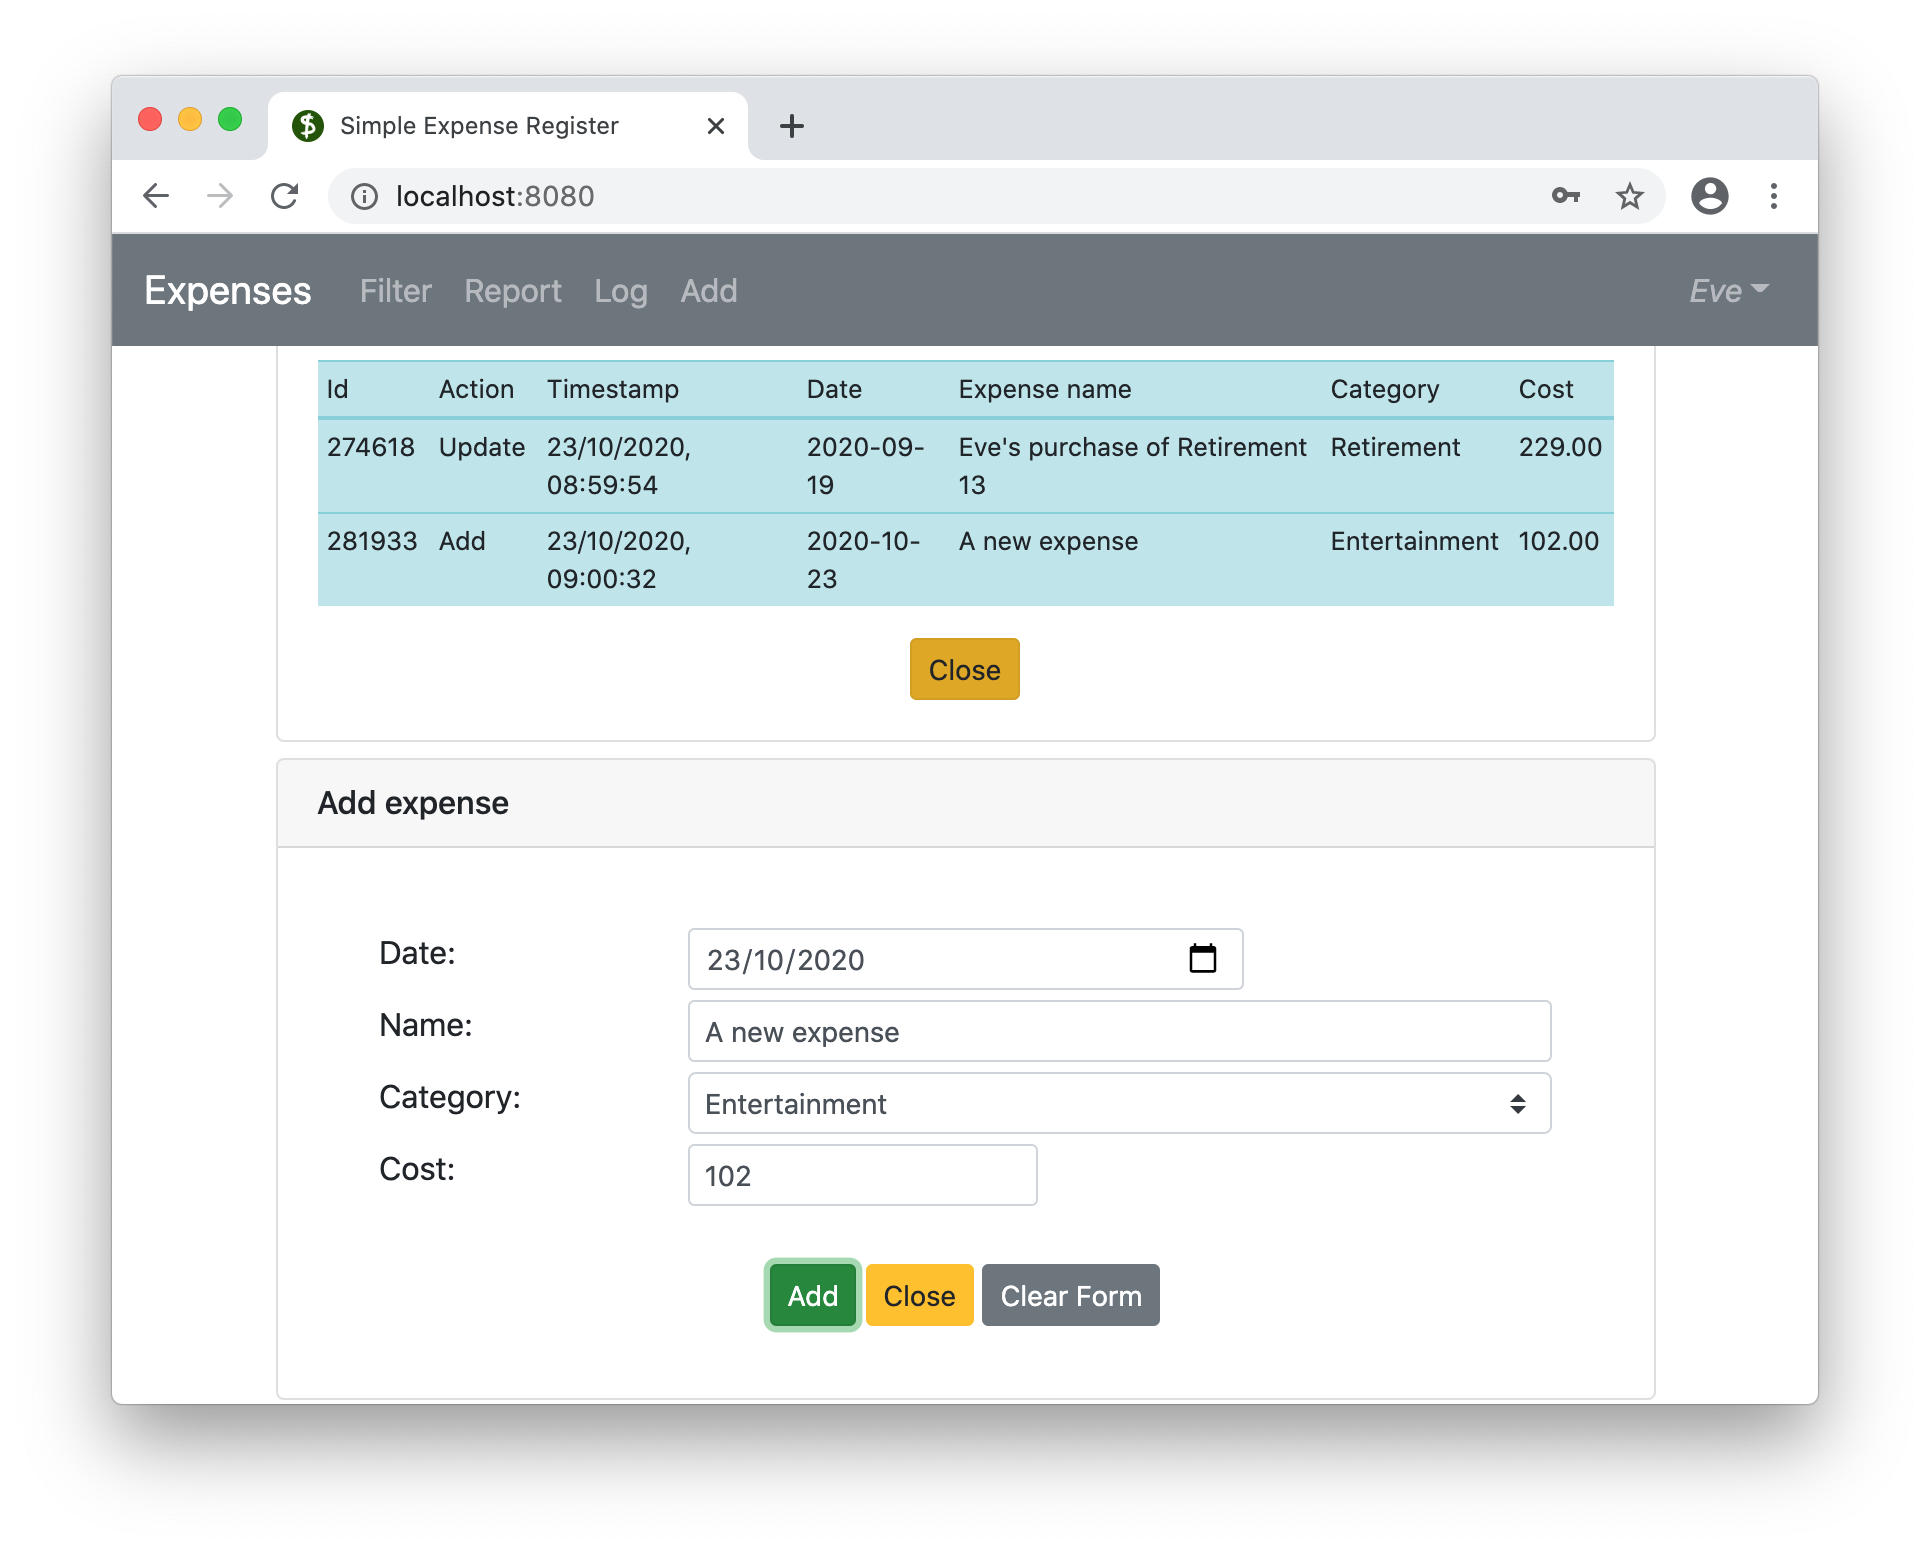 Simple Expense Register
localhost:8080
Expenses Filter Report Log Add Eve
Id Action Timestamp Date Expense name Category Cost
274618 Update 23/10/2020, 2020-09- Eve's purchase of Retirement Retirement 229.00
08:59:54 19 13
281933 Add 23/10/2020, 2020-10- A new expense Entertainment 102.00
09:00:32 23
Close
Add expense
Date: 23/10/2020
Name: A new expense
Category: Entertainment
Cost: 102
Add Close Clear Form